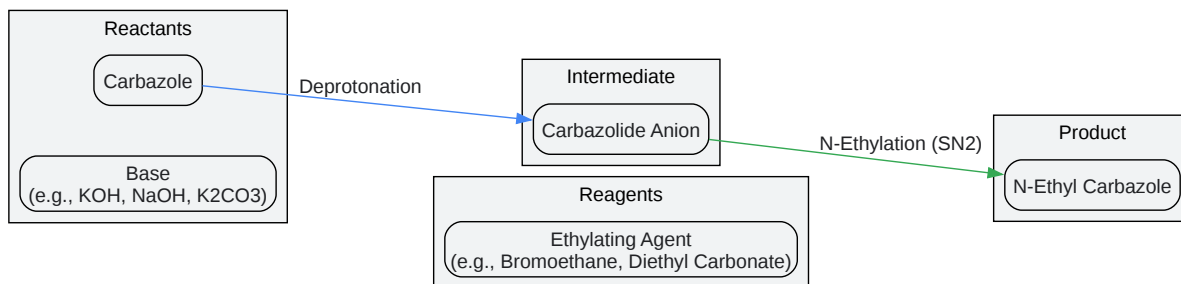 Reactants
Carbazole
Base
(e.g., KOH, NaOH, K2CO3)
Deprotonation
Intermediate
Carbazolide Anion
Reagents
Ethylating Agent
(e.g., Bromoethane, Diethyl Carbonate)
N-Ethylation (SN2)
Product
N-Ethyl Carbazole